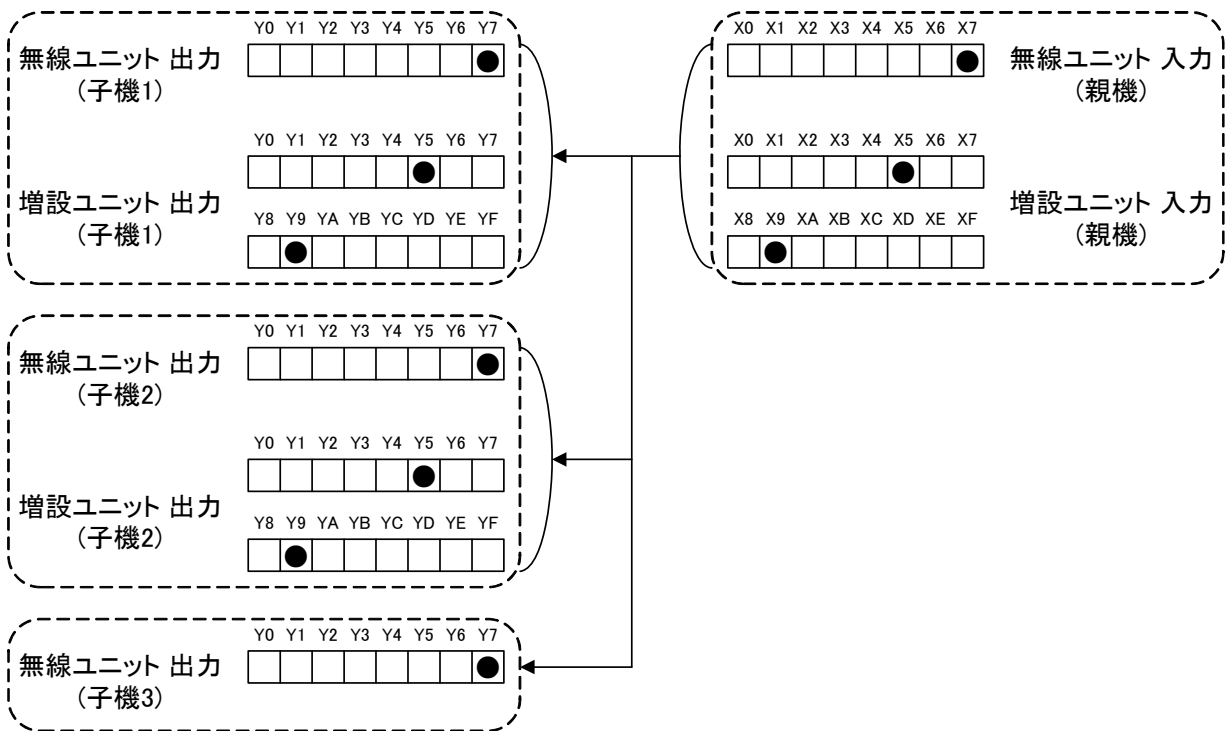 Y0 Y1 Y2 Y3 Y4 Y5 Y6 Y7
無線ユニット 出力
(子機1)
Y0 Y1 Y2 Y3 Y4 Y5 Y6 Y7
増設ユニット 出力
(子機1)
Y8 Y9 YA YB YC YD YE YF
X0 X1 X2 X3 X4 X5 X6 X7
無線ユニット 入力
(親機)
X0 X1 X2 X3 X4 X5 X6 X7
増設ユニット 入力
(親機)
X8 X9 XA XB XC XD XE XF
Y0 Y1 Y2 Y3 Y4 Y5 Y6 Y7
無線ユニット 出力
(子機2)
Y0 Y1 Y2 Y3 Y4 Y5 Y6 Y7
増設ユニット 出力
(子機2)
Y8 Y9 YA YB YC YD YE YF
Y0 Y1 Y2 Y3 Y4 Y5 Y6 Y7
無線ユニット 出力
(子機3)